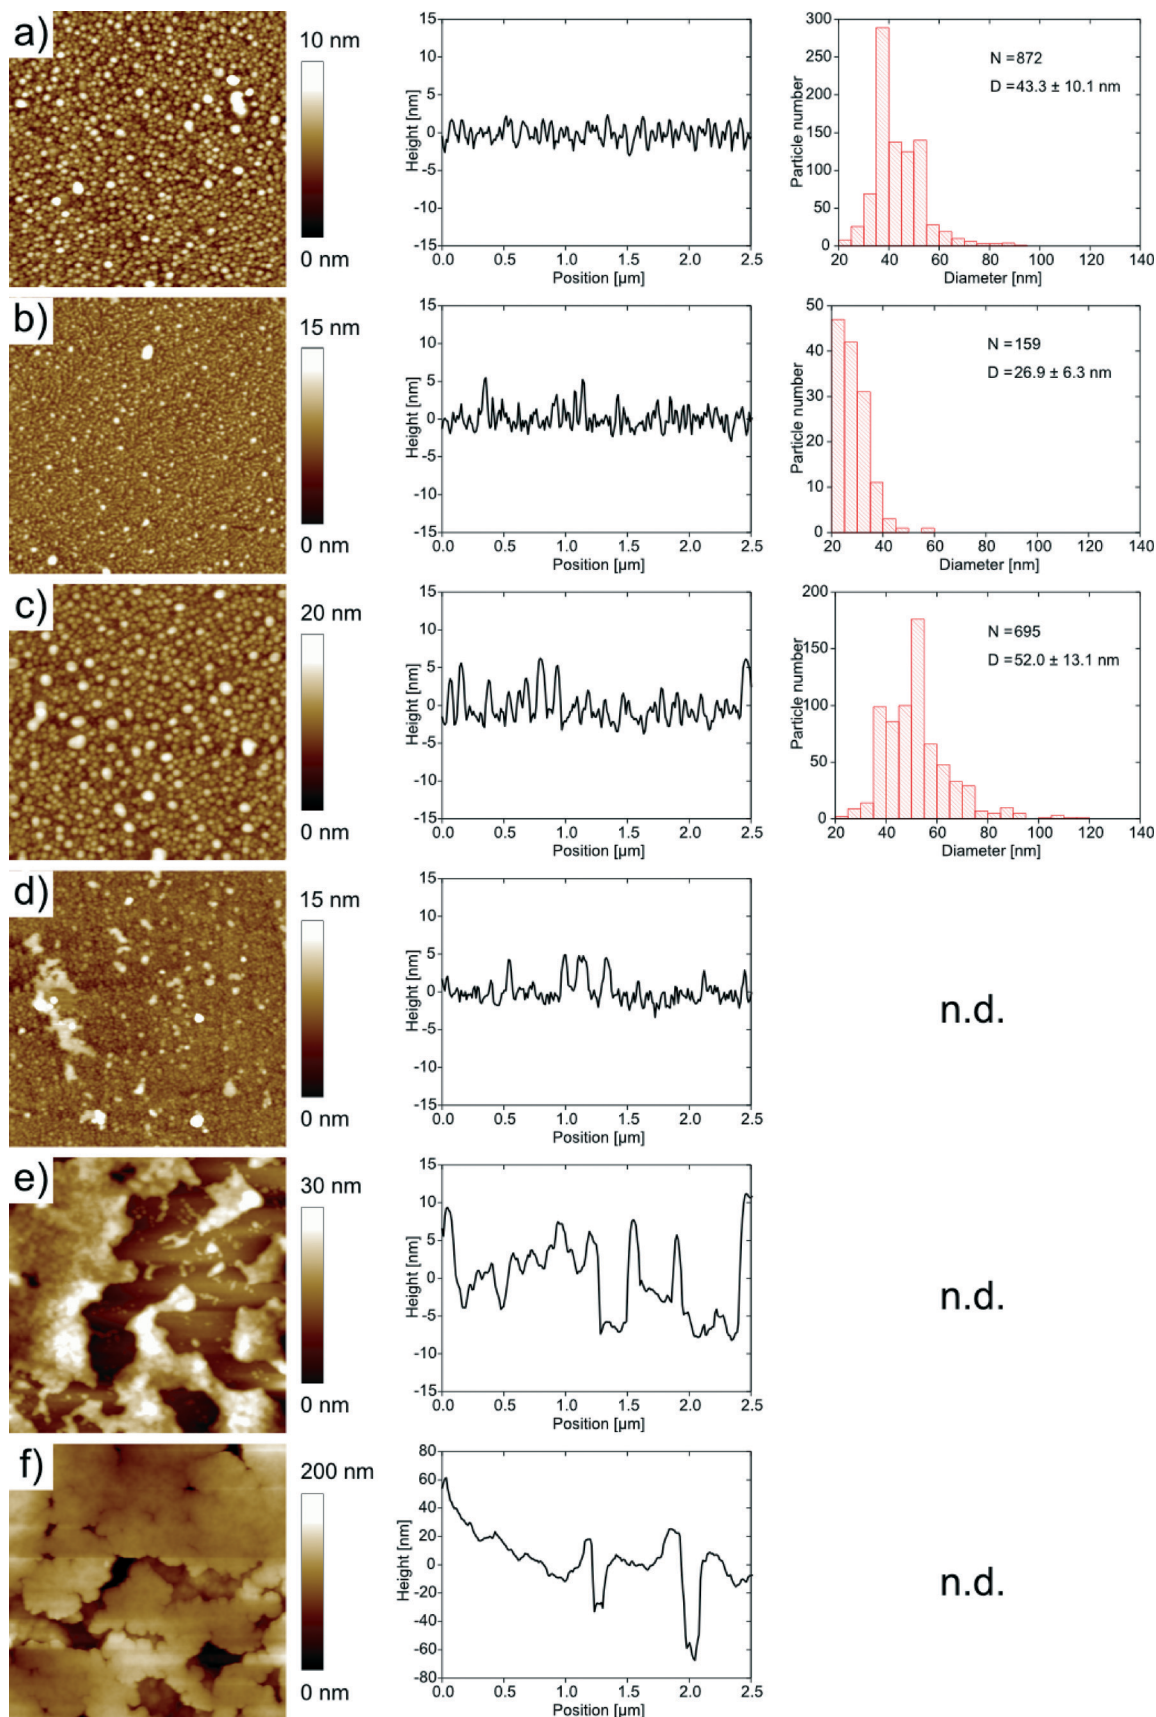 a)
10 nm
0 nm
15
10
5
0
-5
-10
-15
Height [nm]
0.0 0.5 1.0 1.5 2.0 2.5
Position [µm]
300
250
200
150
100
50
0
Particle number
N = 872
D = 43.3 ± 10.1 nm
20 40 60 80 100 120 140
Diameter [nm]
b)
15 nm
0 nm
15
10
5
0
-5
-10
-15
Height [nm]
0.0 0.5 1.0 1.5 2.0 2.5
Position [µm]
50
40
30
20
10
0
Particle number
N = 159
D = 26.9 ± 6.3 nm
20 40 60 80 100 120 140
Diameter [nm]
c)
20 nm
0 nm
15
10
5
0
-5
-10
-15
Height [nm]
0.0 0.5 1.0 1.5 2.0 2.5
Position [µm]
200
150
100
50
0
Particle number
N = 695
D = 52.0 ± 13.1 nm
20 40 60 80 100 120 140
Diameter [nm]
d)
15 nm
0 nm
15
10
5
0
-5
-10
-15
Height [nm]
0.0 0.5 1.0 1.5 2.0 2.5
Position [µm]
n.d.
e)
30 nm
0 nm
15
10
5
0
-5
-10
-15
Height [nm]
0.0 0.5 1.0 1.5 2.0 2.5
Position [µm]
n.d.
f)
200 nm
0 nm
80
60
40
20
0
-20
-40
-60
-80
Height [nm]
0.0 0.5 1.0 1.5 2.0 2.5
Position [µm]
n.d.